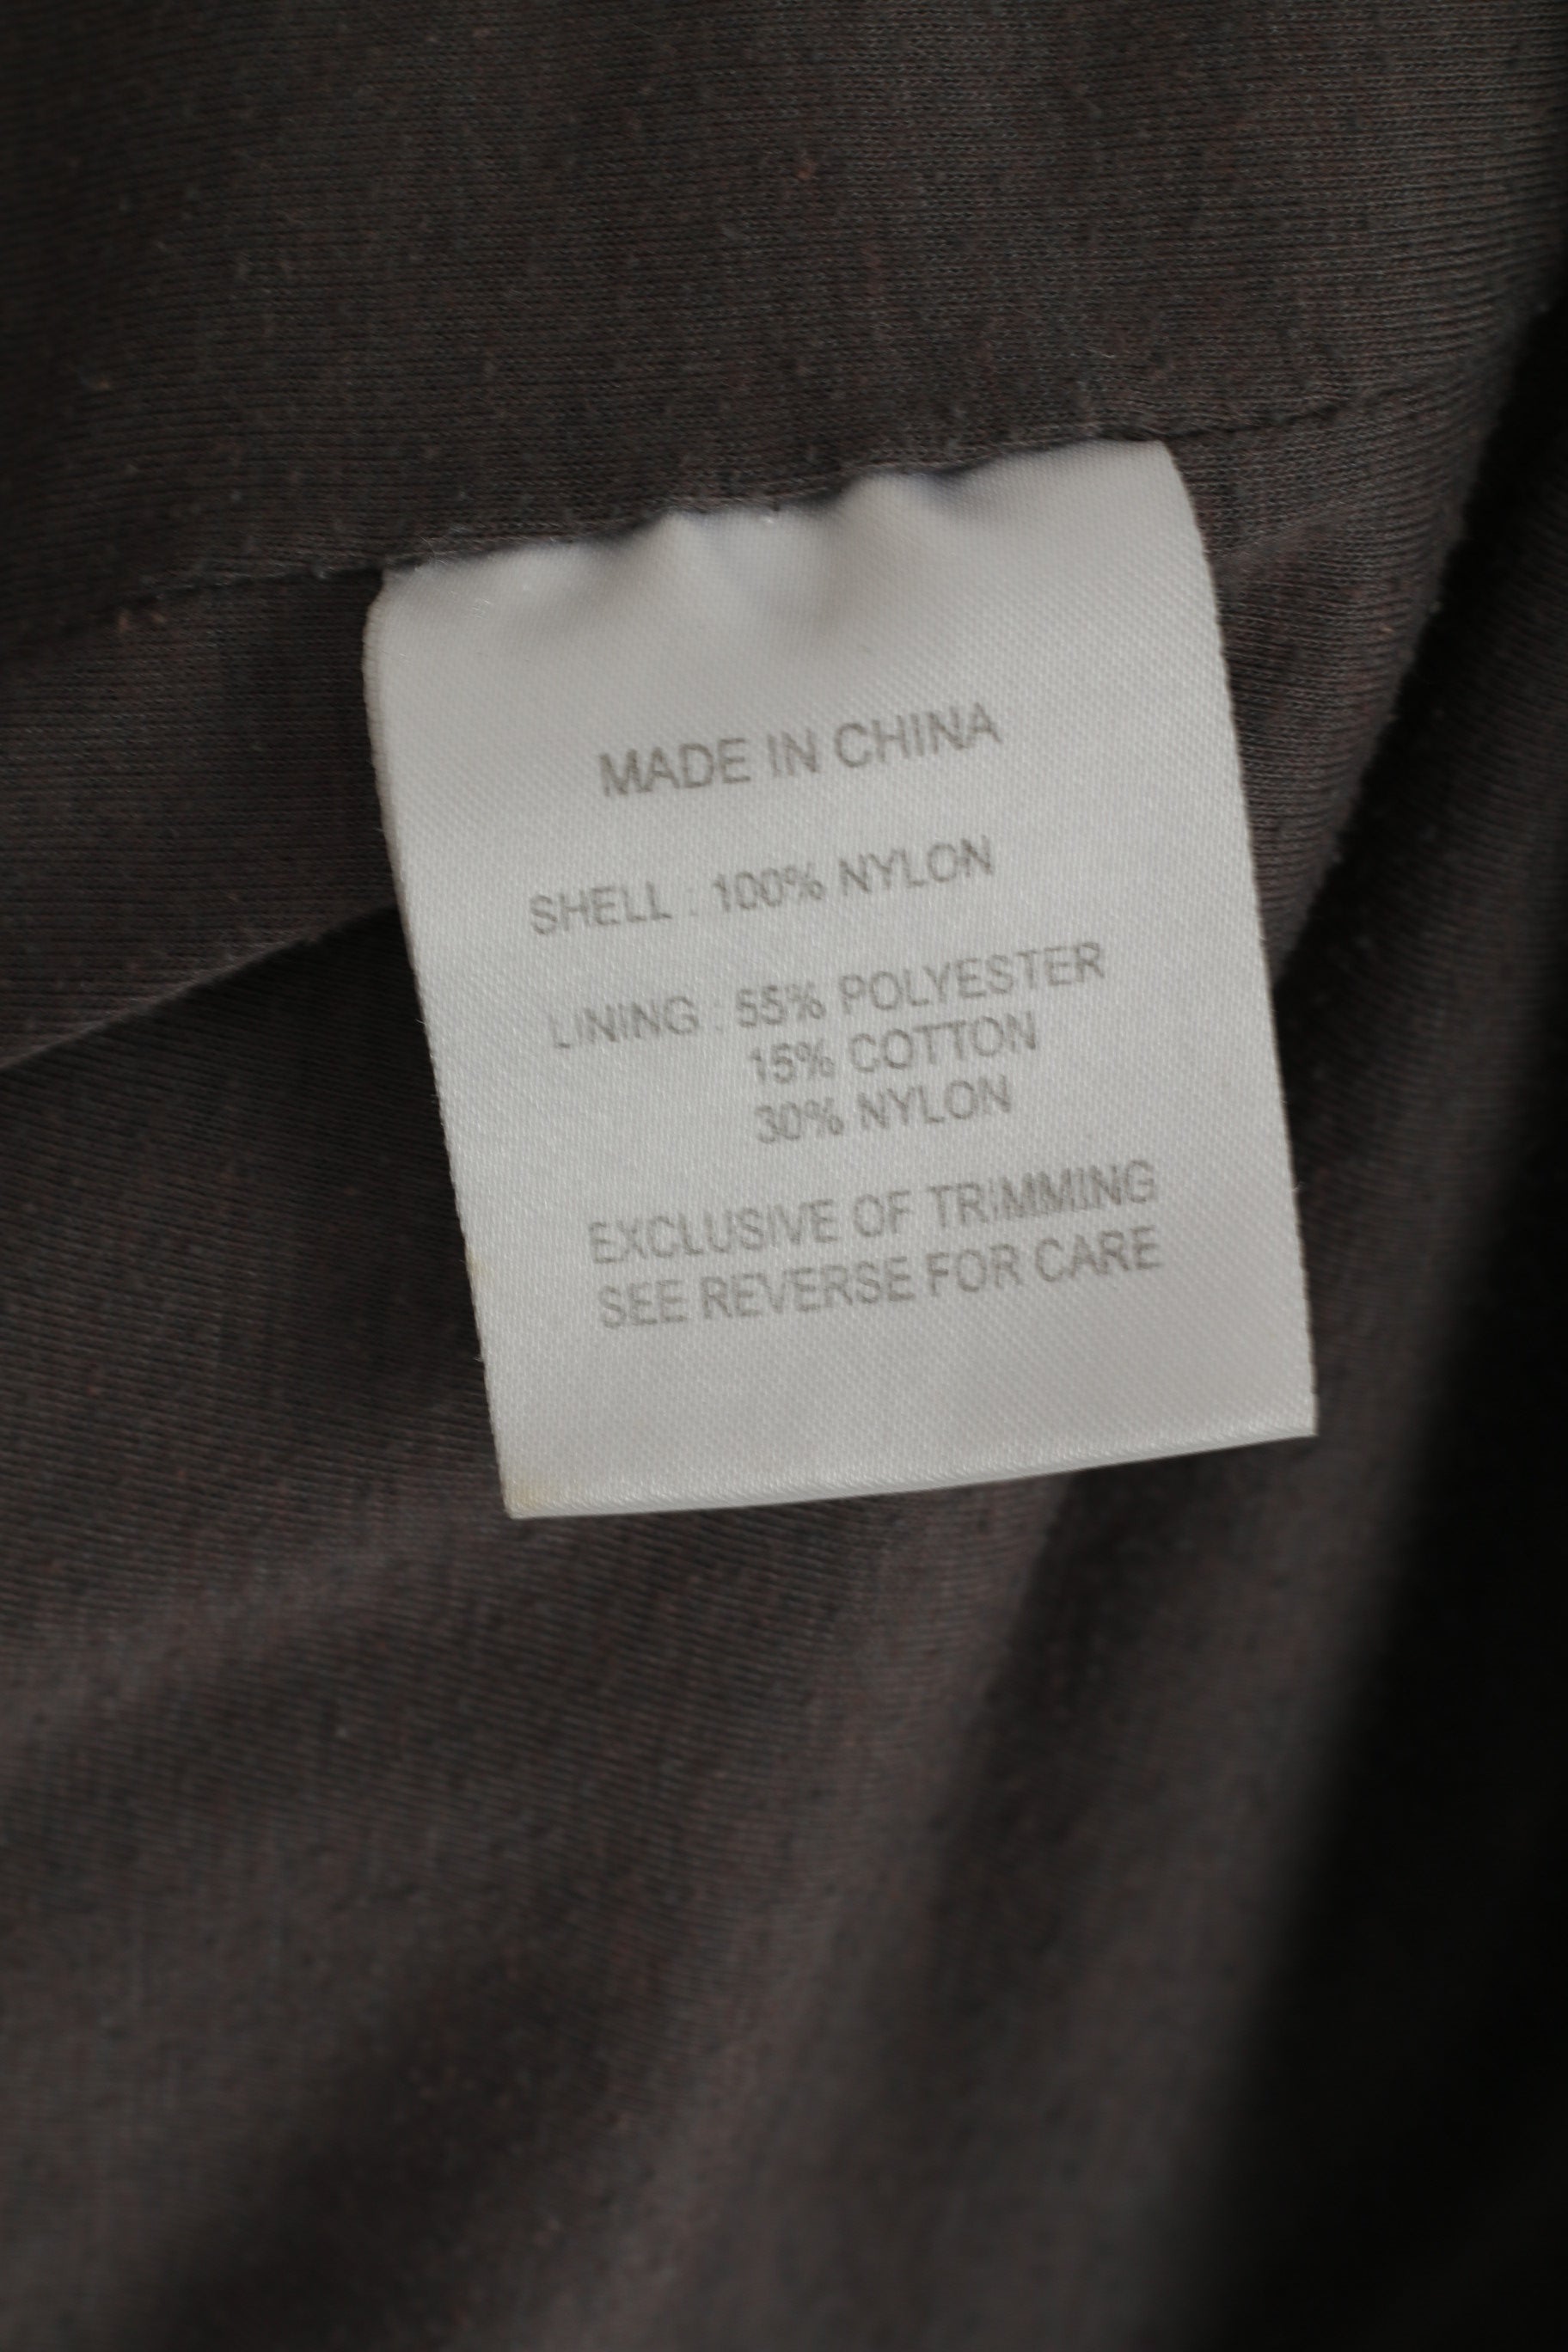 MADE IN CHINA
SHELL : 100% NYLON
LINING : 55% POLYESTER
15% COTTON
30% NYLON
EXCLUSIVE OF TRIMMING
SEE REVERSE FOR CARE